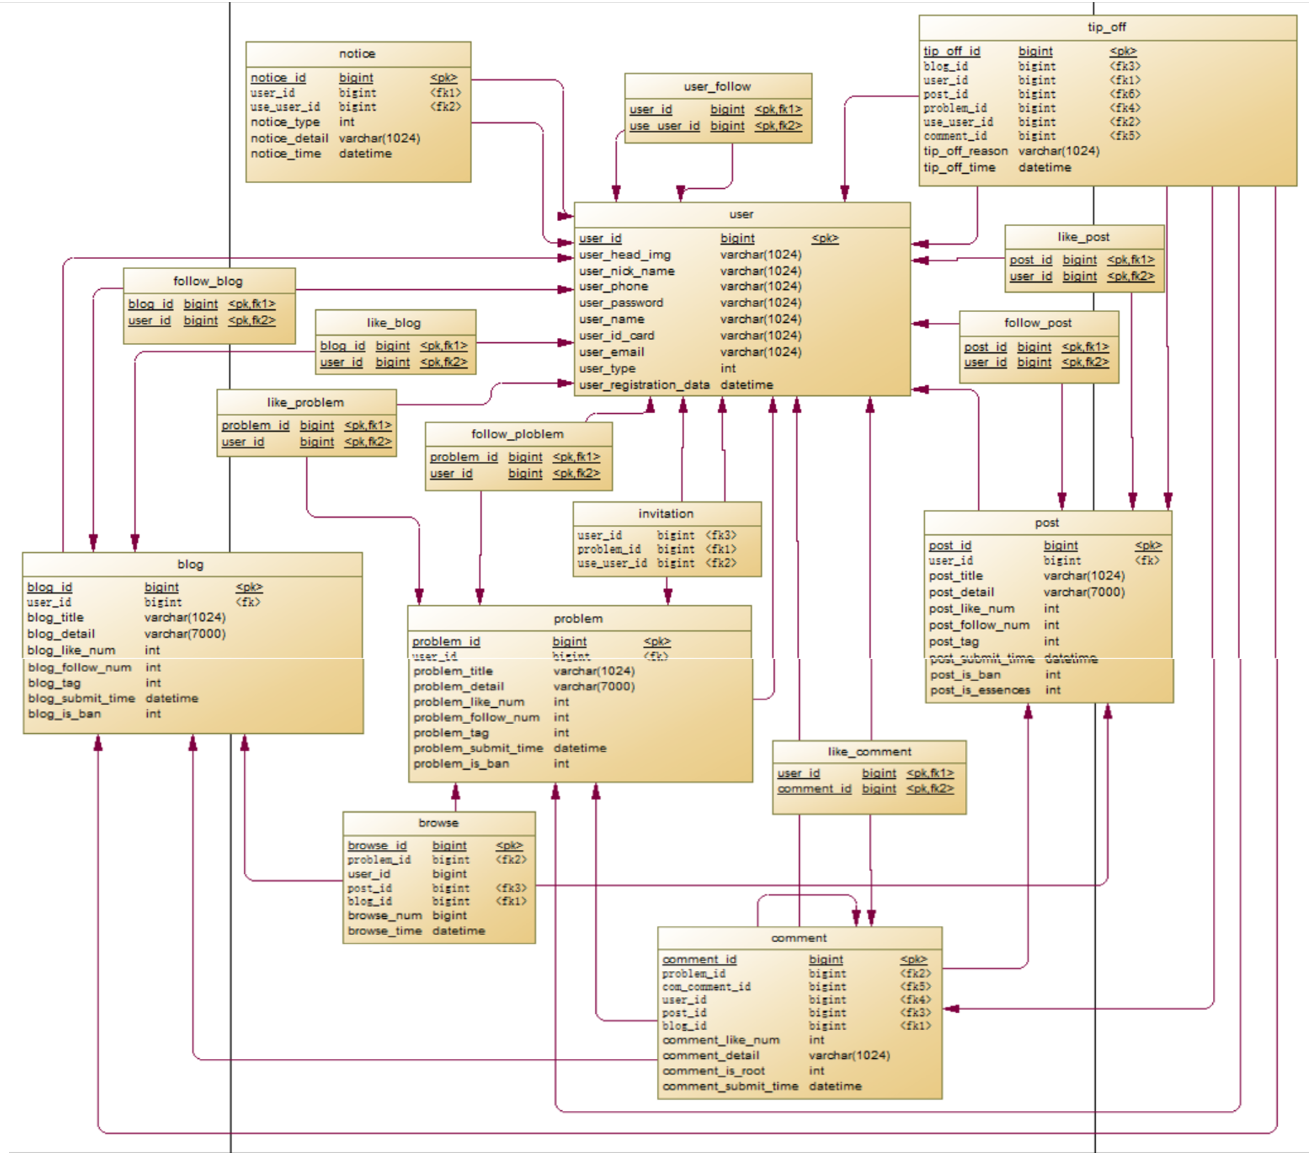 notice
notice_id bigint <pk>
user_id bigint <fk1>
use_user_id bigint <fk2>
notice_type int
notice_detail varchar(1024)
notice_time datetime
user_follow
user_id bigint <pk,fk1>
use_user_id bigint <pk,fk2>
tip_off
tip_off_id bigint <pk>
blog_id bigint <fk3>
user_id bigint <fk1>
post_id bigint <fk6>
problem_id bigint <fk4>
use_user_id bigint <fk2>
comment_id bigint <fk5>
tip_off_reason varchar(1024)
tip_off_time datetime
user
user_id bigint <pk>
user_head_img varchar(1024)
user_nick_name varchar(1024)
user_phone varchar(1024)
user_password varchar(1024)
user_name varchar(1024)
user_id_card varchar(1024)
user_email varchar(1024)
user_type int
user_registration_data datetime
like_post
post_id bigint <pk,fk1>
user_id bigint <pk,fk2>
follow_blog
blog_id bigint <pk,fk1>
user_id bigint <pk,fk2>
like_blog
blog_id bigint <pk,fk1>
user_id bigint <pk,fk2>
follow_post
post_id bigint <pk,fk1>
user_id bigint <pk,fk2>
like_problem
problem_id bigint <pk,fk1>
user_id bigint <pk,fk2>
follow_ploblem
problem_id bigint <pk,fk1>
user_id bigint <pk,fk2>
invitation
user_id bigint <fk3>
problem_id bigint <fk1>
use_user_id bigint <fk2>
post
post_id bigint <pk>
user_id bigint <fk>
post_title varchar(1024)
post_detail varchar(7000)
post_like_num int
post_follow_num int
post_tag int
post_submit_time datetime
post_is_ban int
post_is_essences int
blog
blog_id bigint <pk>
user_id bigint <fk>
blog_title varchar(1024)
blog_detail varchar(7000)
blog_like_num int
blog_follow_num int
blog_tag int
blog_submit_time datetime
blog_is_ban int
problem
problem_id bigint <pk>
user_id bigint <fk>
problem_title varchar(1024)
problem_detail varchar(7000)
problem_like_num int
problem_follow_num int
problem_tag int
problem_submit_time datetime
problem_is_ban int
like_comment
user_id bigint <pk,fk1>
comment_id bigint <pk,fk2>
browse
browse_id bigint <pk>
problem_id bigint <fk2>
user_id bigint
post_id bigint <fk3>
blog_id bigint <fk1>
browse_num bigint
browse_time datetime
comment
comment_id bigint <pk>
problem_id bigint <fk2>
com_comment_id bigint <fk5>
user_id bigint <fk4>
post_id bigint <fk3>
blog_id bigint <fk1>
comment_like_num int
comment_detail varchar(1024)
comment_is_root int
comment_submit_time datetime